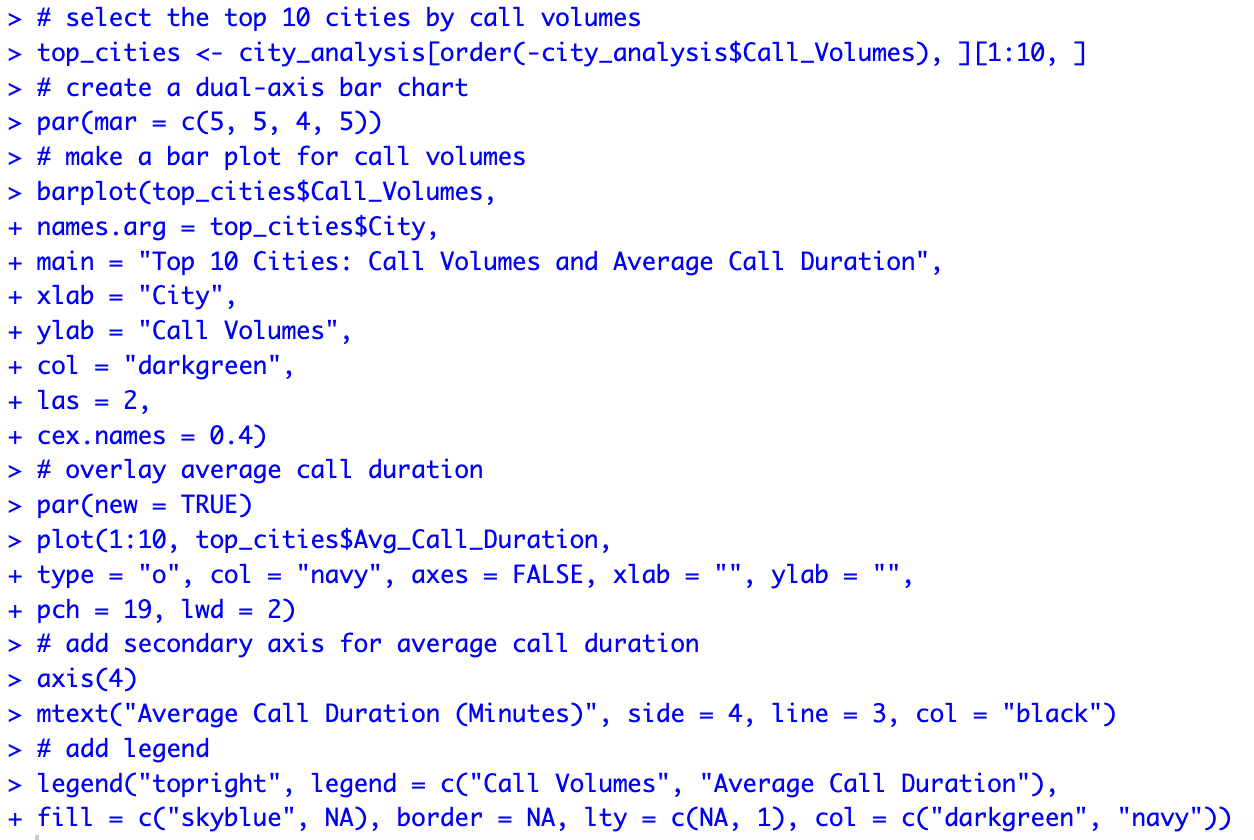 > # select the top 10 cities by call volumes
> top_cities <- city_analysis[order(-city_analysis$Call_Volumes), ][1:10, ]
> # create a dual-axis bar chart
> par(mar = c(5, 5, 4, 5))
> # make a bar plot for call volumes
> barplot(top_cities$Call_Volumes,
+ names.arg = top_cities$City,
+ main = "Top 10 Cities: Call Volumes and Average Call Duration",
+ xlab = "City",
+ ylab = "Call Volumes",
+ col = "darkgreen",
+ las = 2,
+ cex.names = 0.4)
> # overlay average call duration
> par(new = TRUE)
> plot(1:10, top_cities$Avg_Call_Duration,
+ type = "o", col = "navy", axes = FALSE, xlab = "", ylab = "",
+ pch = 19, lwd = 2)
> # add secondary axis for average call duration
> axis(4)
> mtext("Average Call Duration (Minutes)", side = 4, line = 3, col = "black")
> # add legend
> legend("topright", legend = c("Call Volumes", "Average Call Duration"),
+ fill = c("skyblue", NA), border = NA, lty = c(NA, 1), col = c("darkgreen", "navy"))